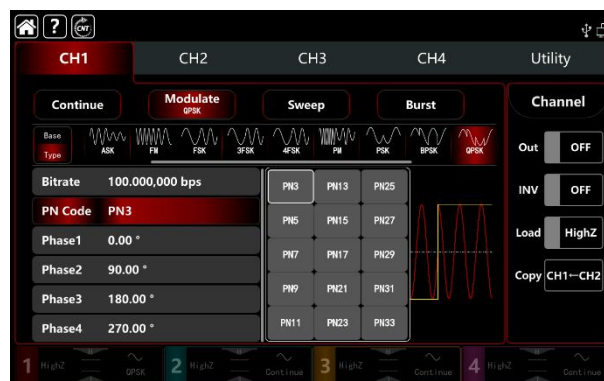 ? CNT
CH1 CH2 CH3 CH4 Utility
Continue Modulate Sweep Burst Channel
QPSK
Base Type ASK FM FSK 3FSK 4FSK PM PSK BPSK QPSK
Out OFF
Bitrate 100.000,000 bps
PN3 PN13 PN25
INV OFF
PN Code PN3
PN5 PN15 PN27
Load HighZ
Phase1 0.00 °
PN7 PN17 PN29
Phase2 90.00 °
Copy CH1←CH2
PN9 PN21 PN31
Phase3 180.00 °
PN11 PN23 PN33
Phase4 270.00 °
1 HighZ QPSK 2 HighZ Continue 3 HighZ Continue 4 HighZ